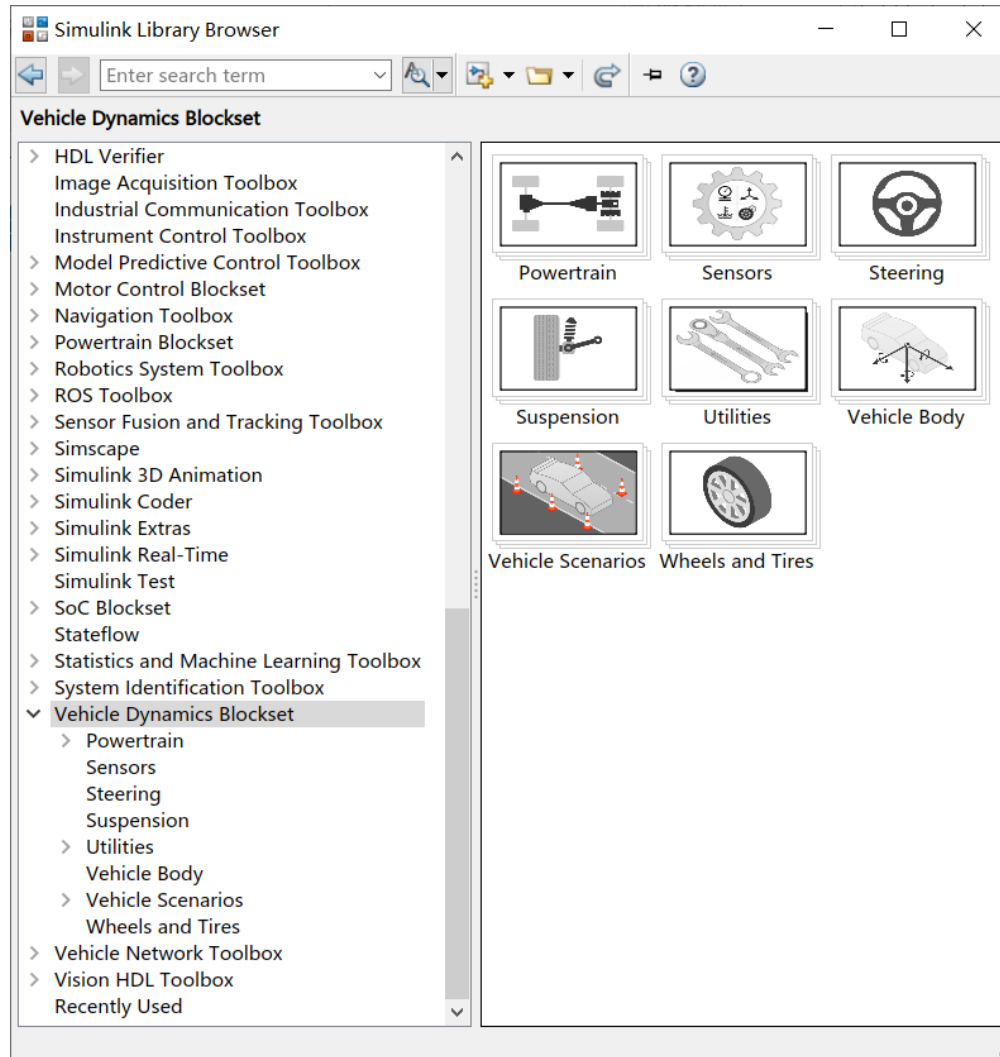 Simulink Library Browser
Enter search term
Vehicle Dynamics Blockset
HDL Verifier
Image Acquisition Toolbox
Industrial Communication Toolbox
Instrument Control Toolbox
Model Predictive Control Toolbox
Motor Control Blockset
Navigation Toolbox
Powertrain Blockset
Robotics System Toolbox
ROS Toolbox
Sensor Fusion and Tracking Toolbox
Simscape
Simulink 3D Animation
Simulink Coder
Simulink Extras
Simulink Real-Time
Simulink Test
SoC Blockset
Stateflow
Statistics and Machine Learning Toolbox
System Identification Toolbox
Vehicle Dynamics Blockset
Powertrain
Sensors
Steering
Suspension
Utilities
Vehicle Body
Vehicle Scenarios
Wheels and Tires
Vehicle Network Toolbox
Vision HDL Toolbox
Recently Used
Powertrain Sensors Steering
Suspension Utilities Vehicle Body
Vehicle Scenarios Wheels and Tires